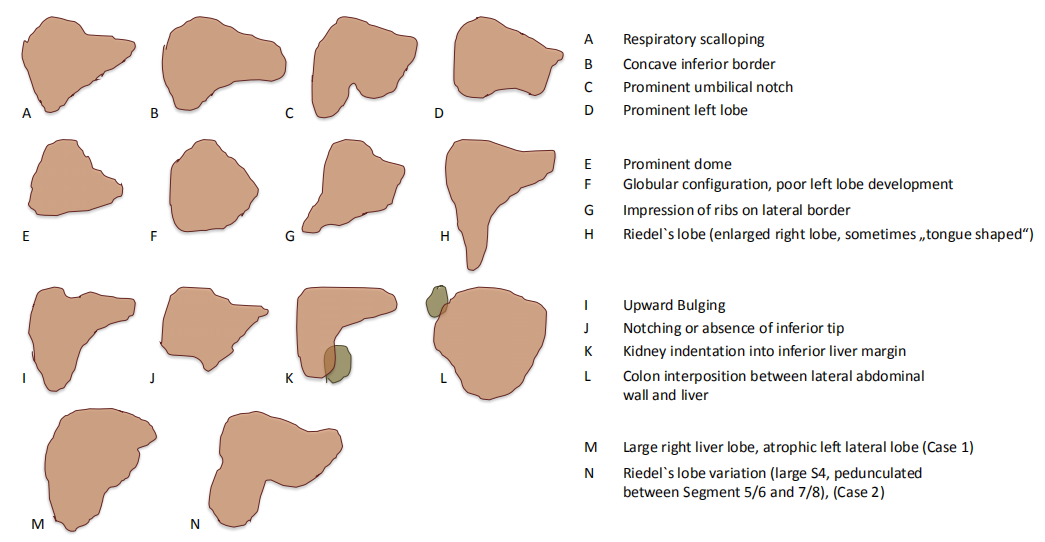 A Respiratory scalloping
B Concave inferior border
C Prominent umbilical notch
D Prominent left lobe
A B C D
E Prominent dome
F Globular configuration, poor left lobe development
G Impression of ribs on lateral border
H Riedel`s lobe (enlarged right lobe, sometimes „tongue shaped“)
E F G H
I Upward Bulging
J Notching or absence of inferior tip
K Kidney indentation into inferior liver margin
L Colon interposition between lateral abdominal
wall and liver
I J K L
M Large right liver lobe, atrophic left lateral lobe (Case 1)
N Riedel`s lobe variation (large S4, pedunculated
between Segment 5/6 and 7/8), (Case 2)
M N